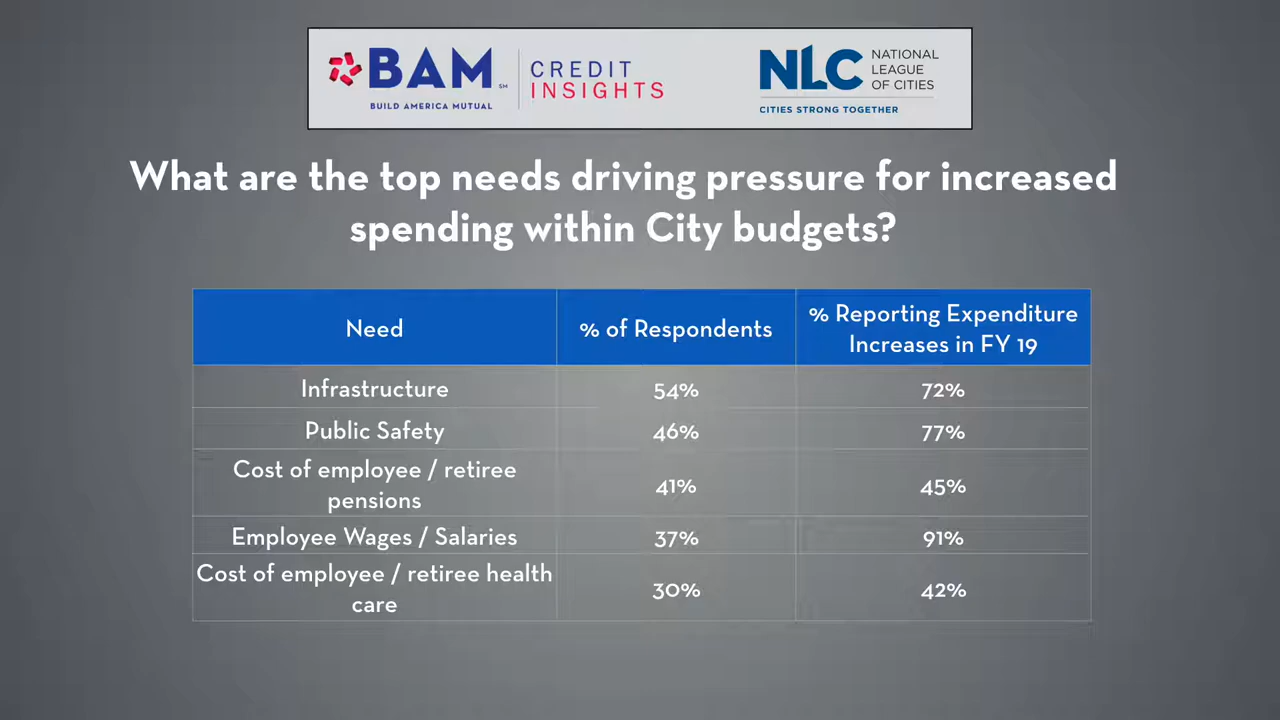 BAM SM
BUILD AMERICA MUTUAL
CREDIT
INSIGHTS
NLC
NATIONAL
LEAGUE
OF CITIES
CITIES STRONG TOGETHER
What are the top needs driving pressure for increased
spending within City budgets?
Need
% of Respondents
% Reporting Expenditure
Increases in FY 19
Infrastructure
54%
72%
Public Safety
46%
77%
Cost of employee / retiree
pensions
41%
45%
Employee Wages / Salaries
37%
91%
Cost of employee / retiree health
care
30%
42%